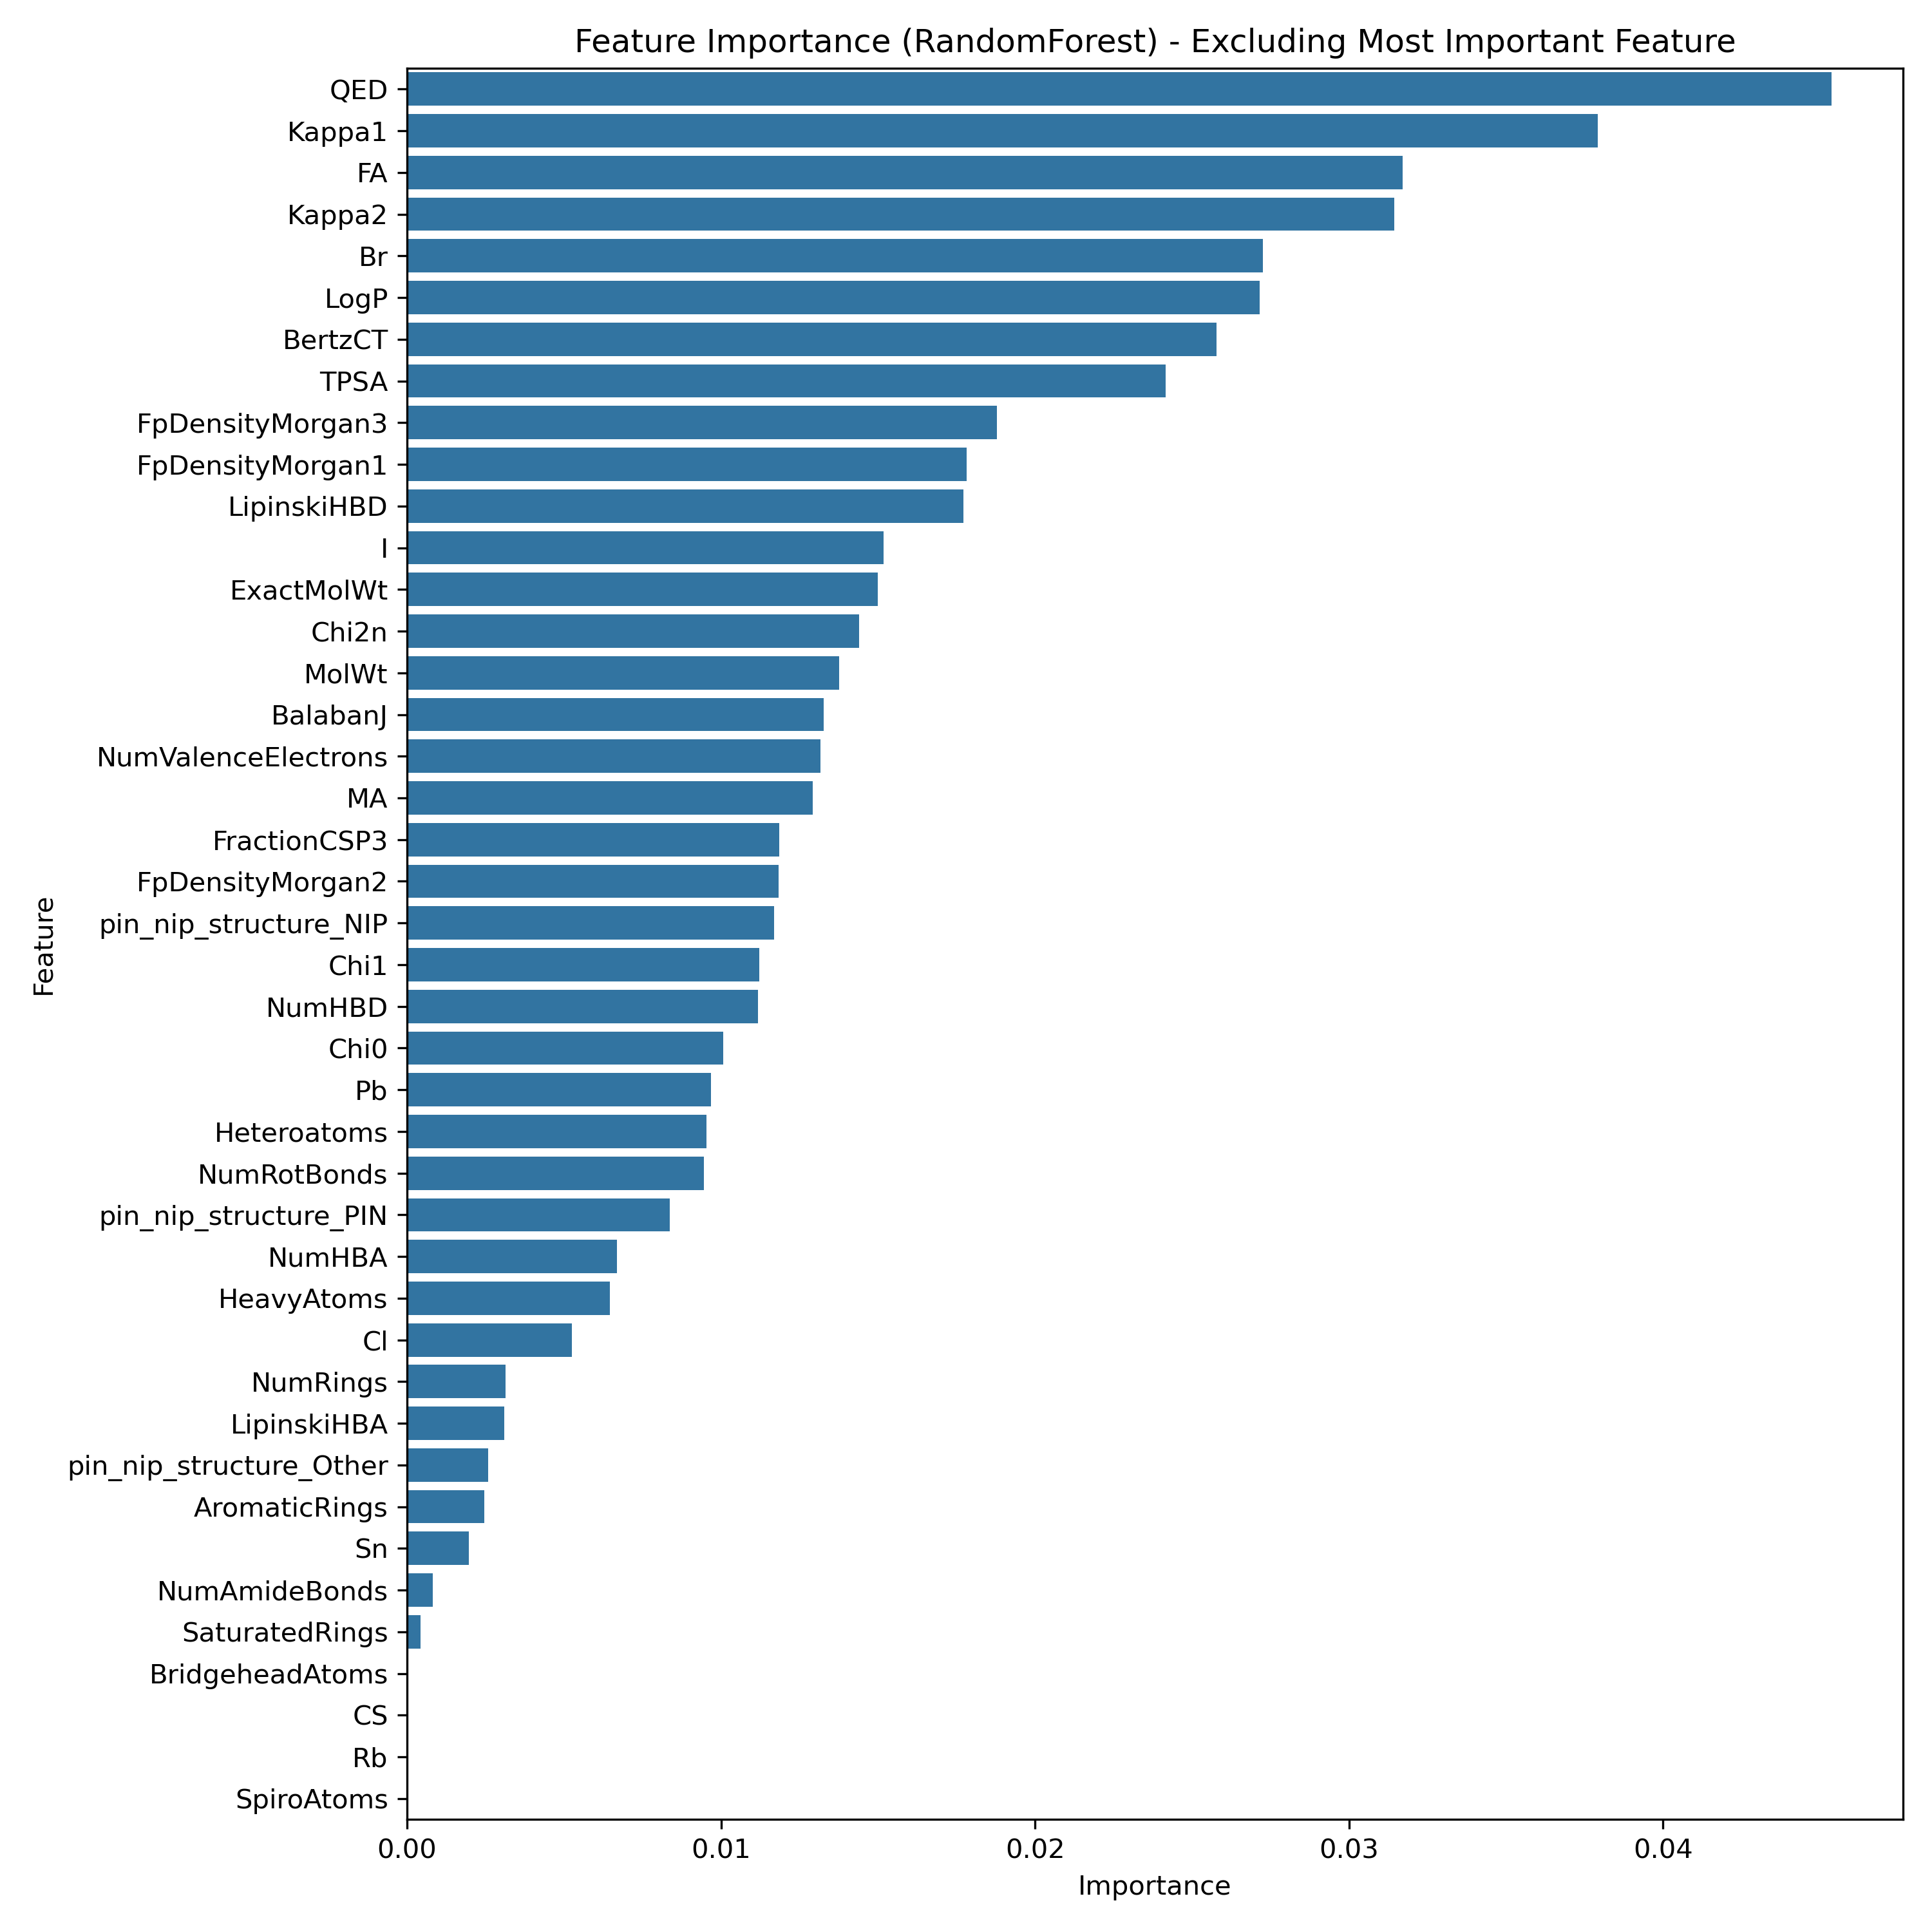 Feature Importance (RandomForest) - Excluding Most Important Feature
QED
Kappa1
FA
Kappa2
Br
LogP
BertzCT
TPSA
FpDensityMorgan3
FpDensityMorgan1
LipinskiHBD
I
ExactMolWt
Chi2n
MolWt
BalabanJ
NumValenceElectrons
MA
FractionCSP3
FpDensityMorgan2
pin_nip_structure_NIP
Chi1
NumHBD
Chi0
Pb
Heteroatoms
NumRotBonds
pin_nip_structure_PIN
NumHBA
HeavyAtoms
Cl
NumRings
LipinskiHBA
pin_nip_structure_Other
AromaticRings
Sn
NumAmideBonds
SaturatedRings
BridgeheadAtoms
CS
Rb
SpiroAtoms
Feature
0.00 0.01 0.02 0.03 0.04
Importance